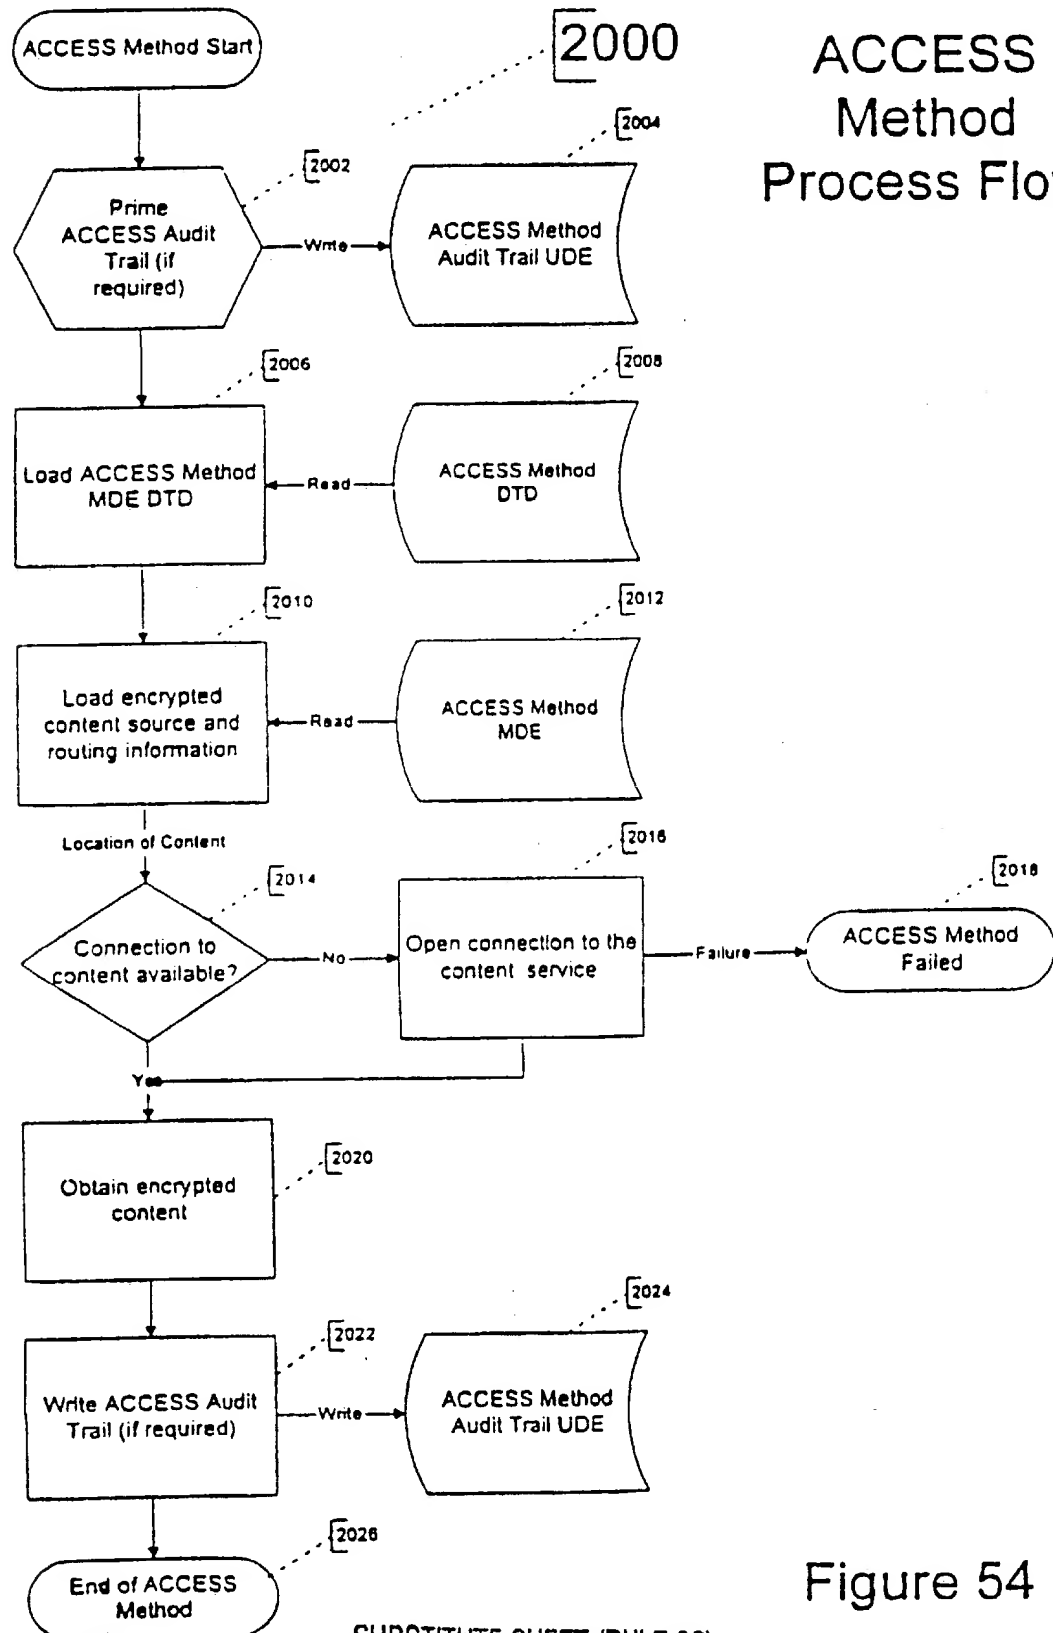 ACCESS Method Start
2000
ACCESS
Method
Process Flo
2002
2004
Prime
ACCESS Audit
Trail (if
required)
Write
ACCESS Method
Audit Trail UDE
2006
2008
Load ACCESS Method
MDE DTD
Read
ACCESS Method
DTD
2010
2012
Load encrypted
content source and
routing information
Read
ACCESS Method
MDE
Location of Content
2014
2016
2018
Connection to
content available?
No
Open connection to the
content service
Failure
ACCESS Method
Failed
2020
Obtain encrypted
content
2022
2024
Write ACCESS Audit
Trail (if required)
Write
ACCESS Method
Audit Trail UDE
2026
End of ACCESS
Method
Figure 54